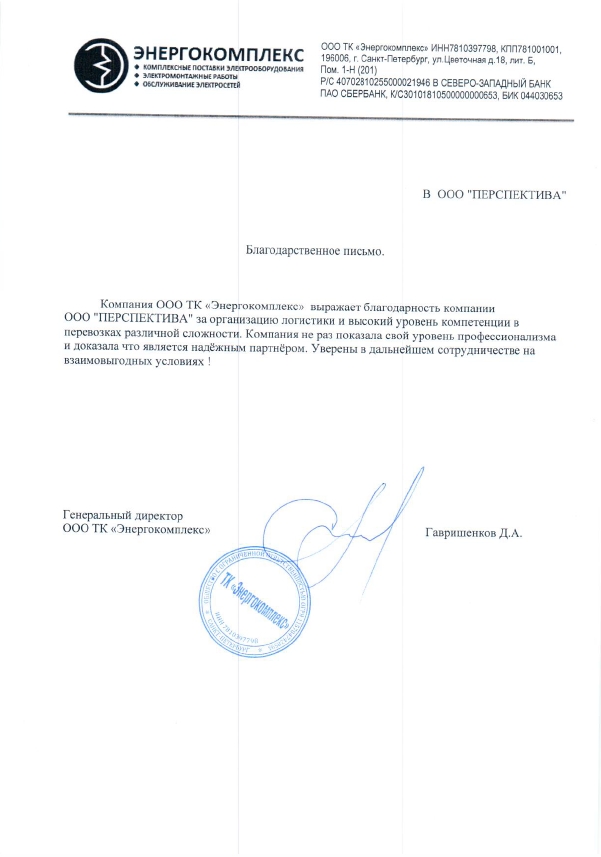 ЭНЕРГОКОМПЛЕКС
КОМПЛЕКСНЫЕ ПОСТАВКИ ЭЛЕКТРООБОРУДОВАНИЯ
ЭЛЕКТРОМОНТАЖНЫЕ РАБОТЫ
ОБСЛУЖИВАНИЕ ЭЛЕКТРОСЕТЕЙ
ООО ТК «Энергокомплекс» ИНН7810397798, КПП781001001,
196006, г. Санкт-Петербург, ул.Цветочная д.18, лит. Б,
Пом. 1-Н (201)
Р/С 40702810255000021946 В СЕВЕРО-ЗАПАДНЫЙ БАНК
ПАО СБЕРБАНК, К/С30101810500000000653, БИК 044030653
В ООО "ПЕРСПЕКТИВА"
Благодарственное письмо.
Компания ООО ТК «Энергокомплекс» выражает благодарность компании
ООО "ПЕРСПЕКТИВА" за организацию логистики и высокий уровень компетенции в
перевозках различной сложности. Компания не раз показала свой уровень профессионализма
и доказала что является надёжным партнёром. Уверены в дальнейшем сотрудничестве на
взаимовыгодных условиях !
Генеральный директор
ООО ТК «Энергокомплекс»
Гавришенков Д.А.
ТК «Энергокомплекс»
ИНН 7810397798
САНКТ-ПЕТЕРБУРГ